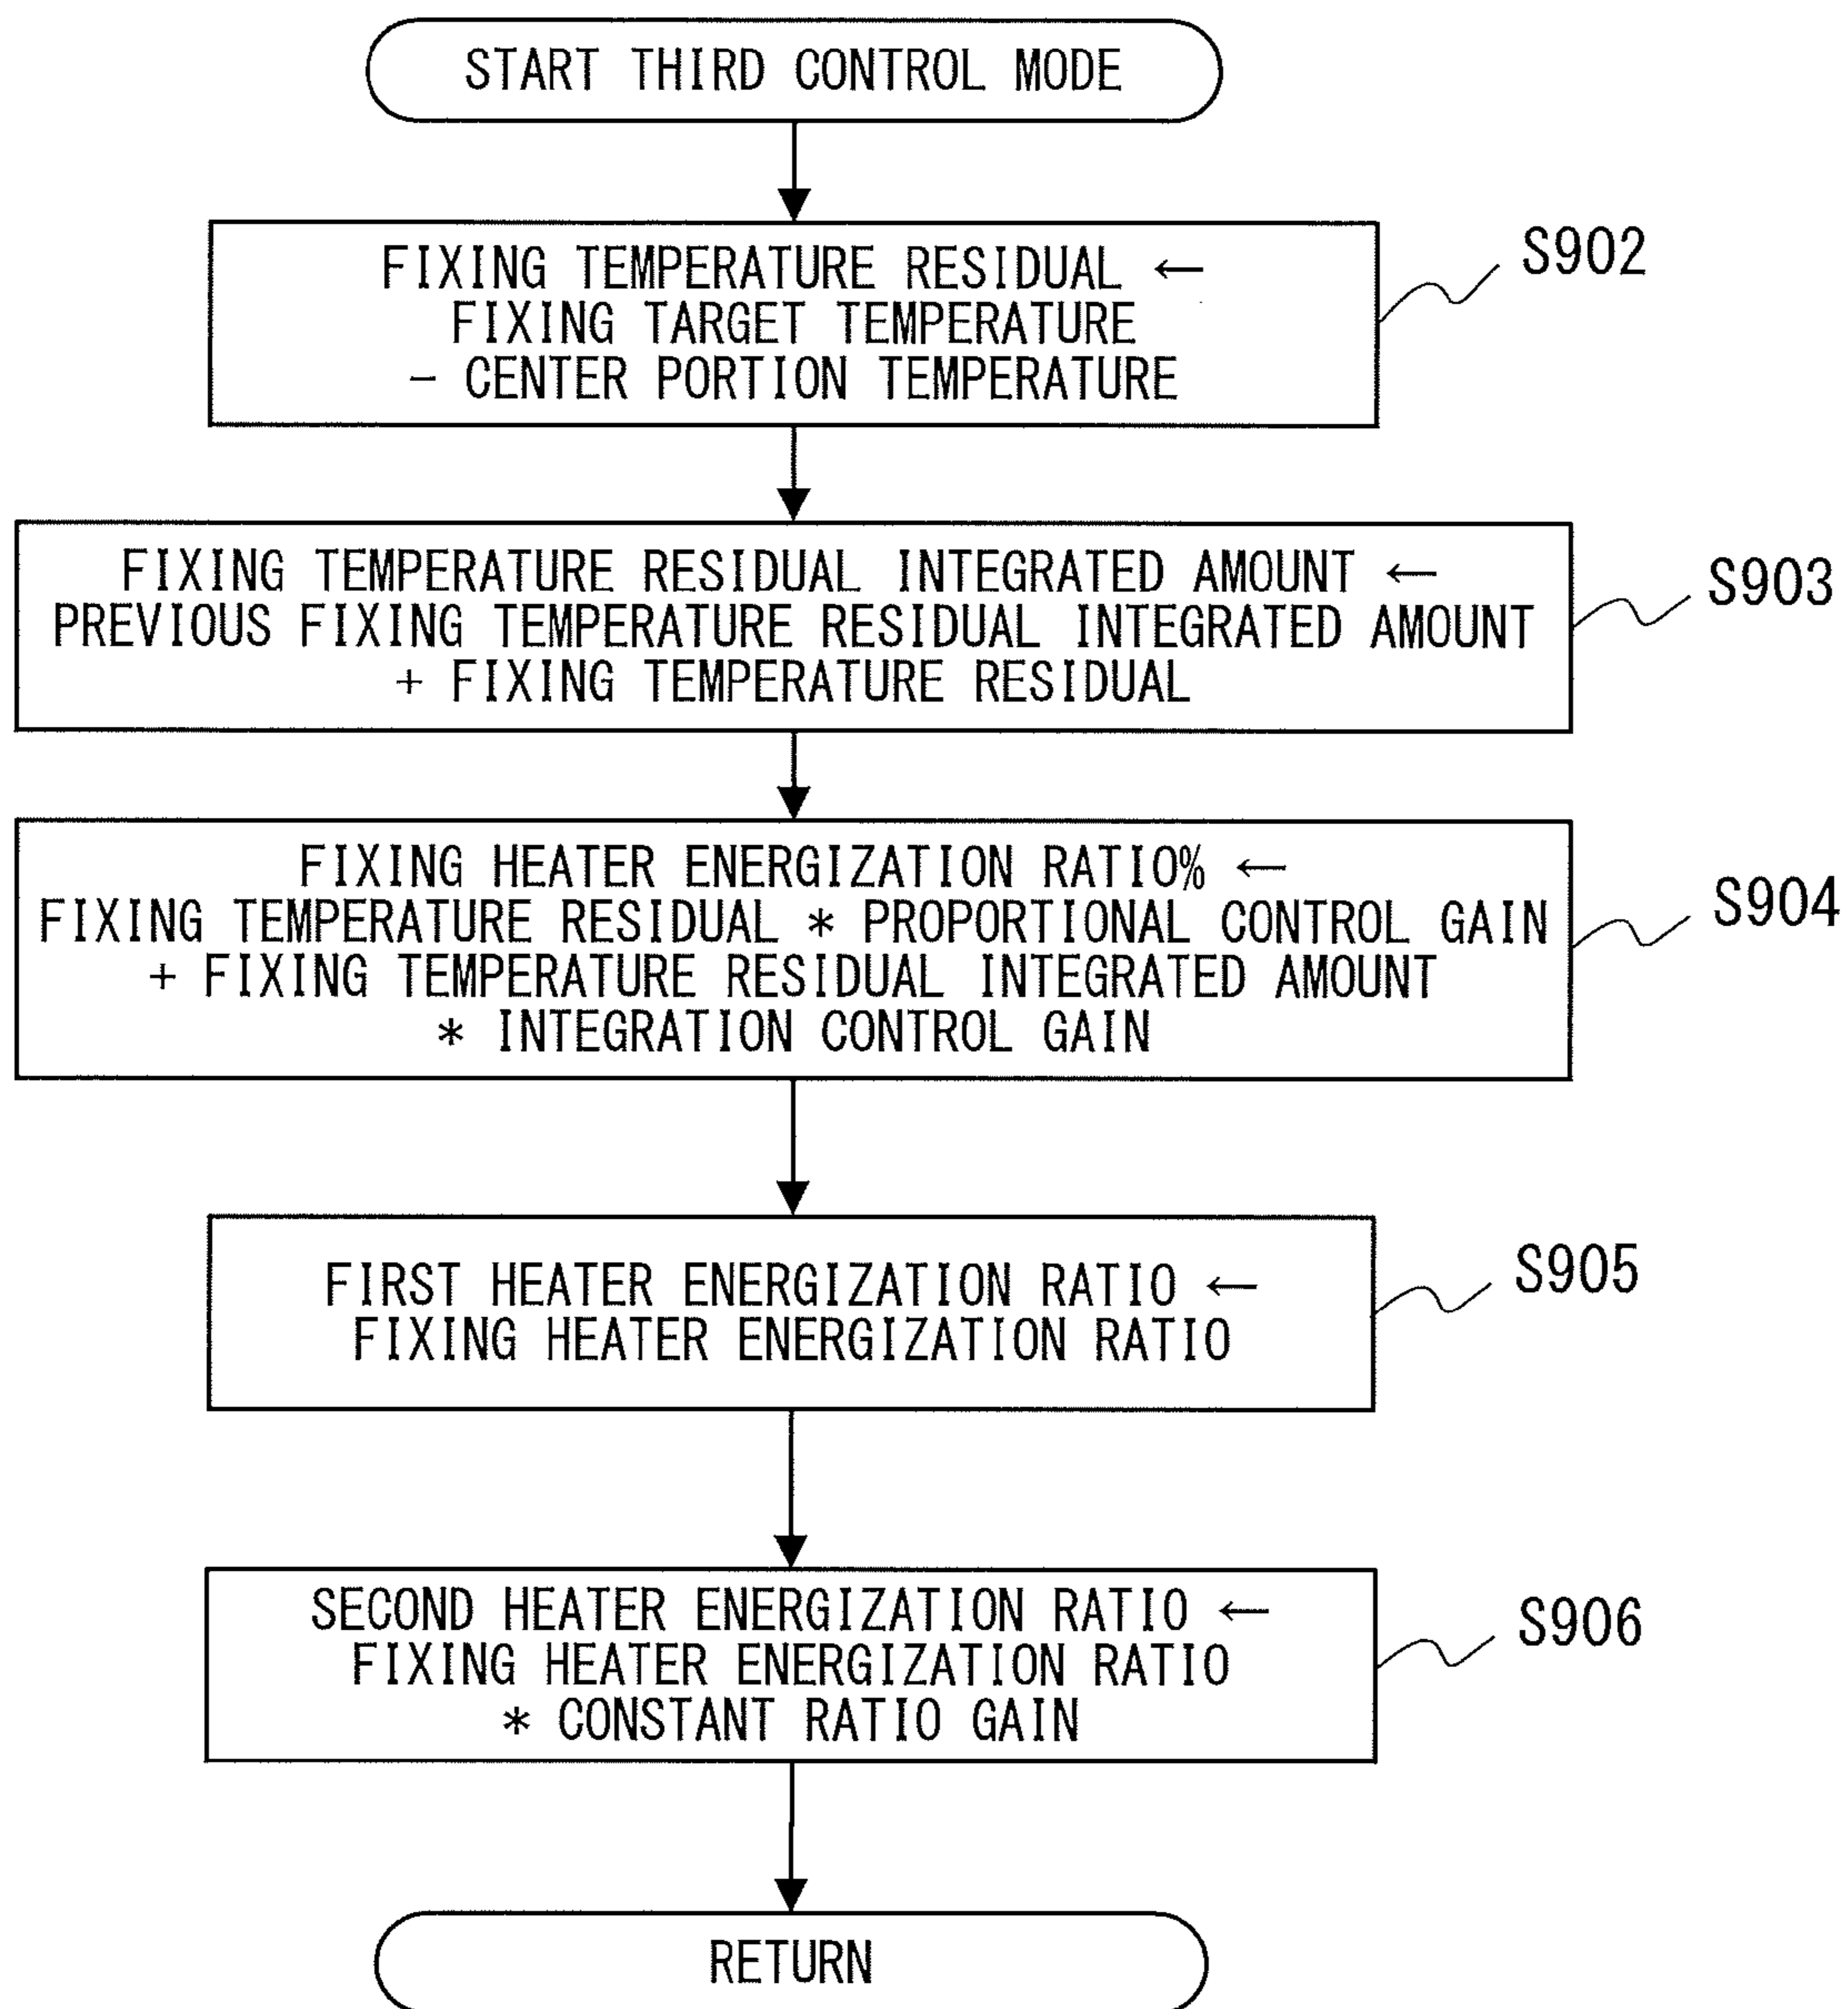 START THIRD CONTROL MODE
FIXING TEMPERATURE RESIDUAL ←
FIXING TARGET TEMPERATURE
- CENTER PORTION TEMPERATURE
S902
FIXING TEMPERATURE RESIDUAL INTEGRATED AMOUNT ←
PREVIOUS FIXING TEMPERATURE RESIDUAL INTEGRATED AMOUNT
+ FIXING TEMPERATURE RESIDUAL
S903
FIXING HEATER ENERGIZATION RATIO% ←
FIXING TEMPERATURE RESIDUAL * PROPORTIONAL CONTROL GAIN
+ FIXING TEMPERATURE RESIDUAL INTEGRATED AMOUNT
* INTEGRATION CONTROL GAIN
S904
FIRST HEATER ENERGIZATION RATIO ←
FIXING HEATER ENERGIZATION RATIO
S905
SECOND HEATER ENERGIZATION RATIO ←
FIXING HEATER ENERGIZATION RATIO
* CONSTANT RATIO GAIN
S906
RETURN